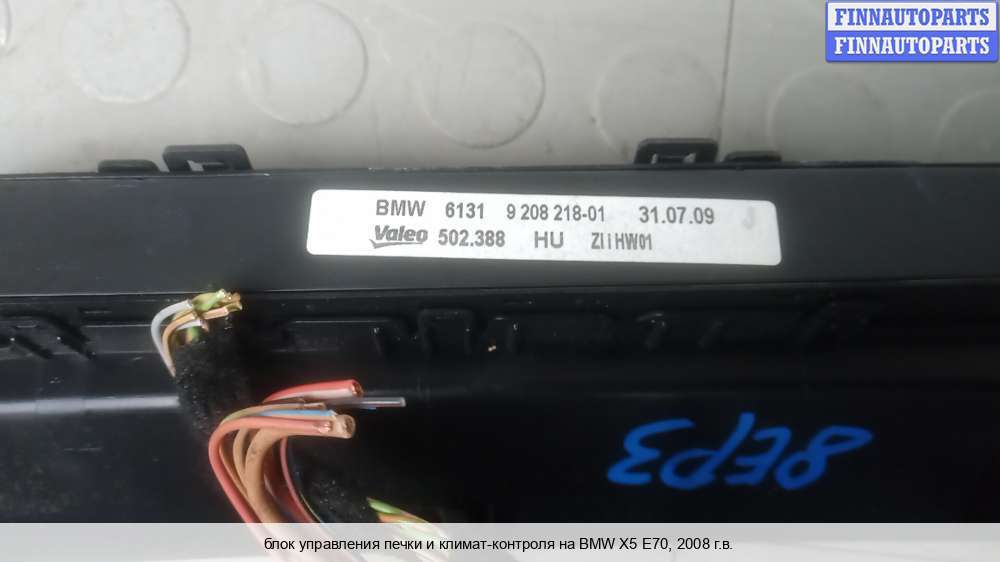 FINNAUTOPARTS
FINNAUTOPARTS
BMW 6131 9 208 218-01 31.07.09 J
Valeo 502.388 HU ZIiHW01
8EP3
блок управления печки и климат-контроля на BMW X5 E70, 2008 г.в.